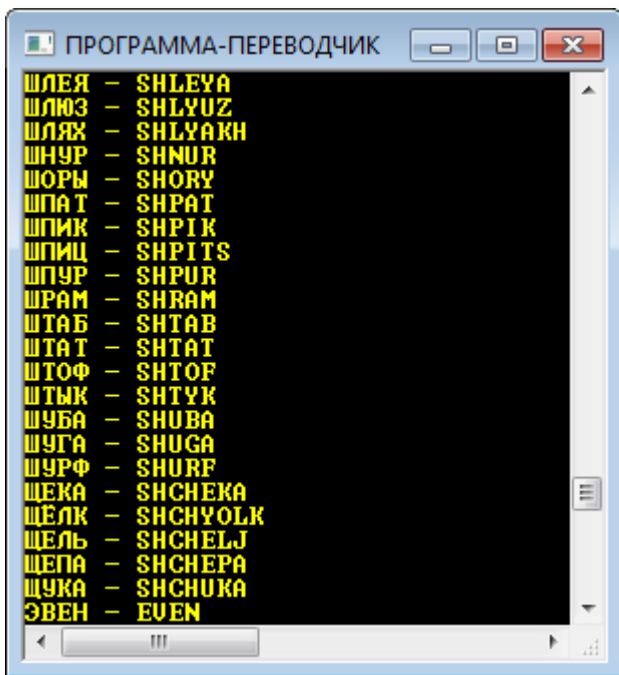 ПРОГРАММА-ПЕРЕВОДЧИК
ШЛЕЯ - SHLEYA
ШЛЮЗ - SHLYUZ
ШЛЯХ - SHLYAKH
ШНУР - SHNUR
ШОРЫ - SHORY
ШПАТ - SHPAT
ШПИК - SHPIK
ШПИЦ - SHPITS
ШПУР - SHPUR
ШРАМ - SHRAM
ШТАБ - SHTAB
ШТАТ - SHTAT
ШТОФ - SHTOF
ШТЫК - SHTYK
ШУБА - SHUBA
ШУГА - SHUGA
ШУРФ - SHURF
ЩЕКА - SHCHEKA
ЩЁЛК - SHCHYOLK
ЩЕЛЬ - SHCHELJ
ЩЕПА - SHCHEPA
ЩУКА - SHCHUKA
ЭВЕН - EVEN